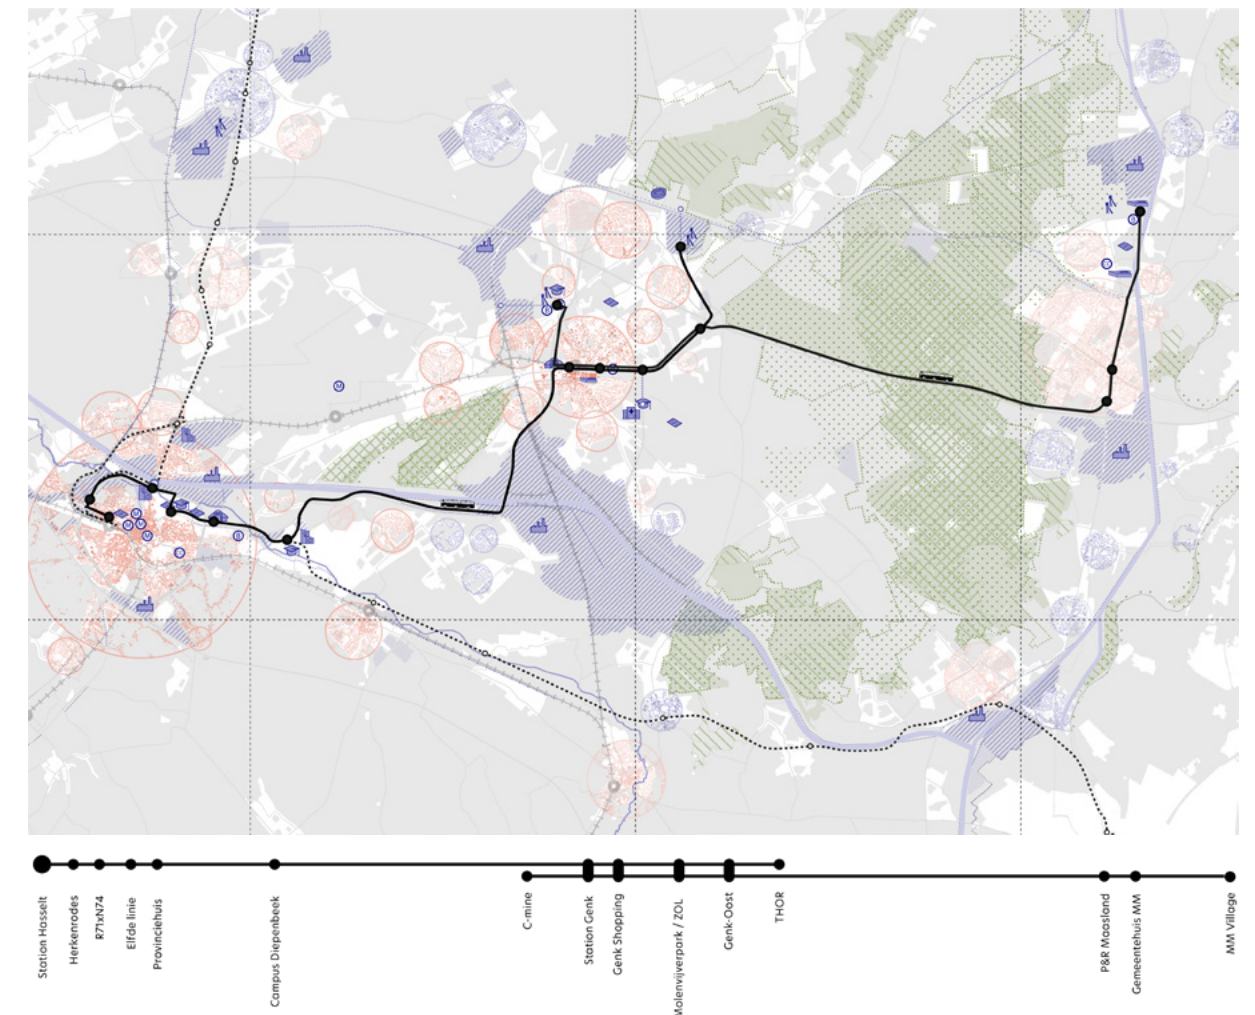 Station Hasselt
Herkenrodes
R71xN74
Elfde linie
Provinciehuis
Campus Diepenbeek
C-mine
Station Genk
Genk Shopping
Molenvijverpark / ZOL
Genk-Oost
THOR
P&R Maasland
Gemeentehuis MM
MM Village